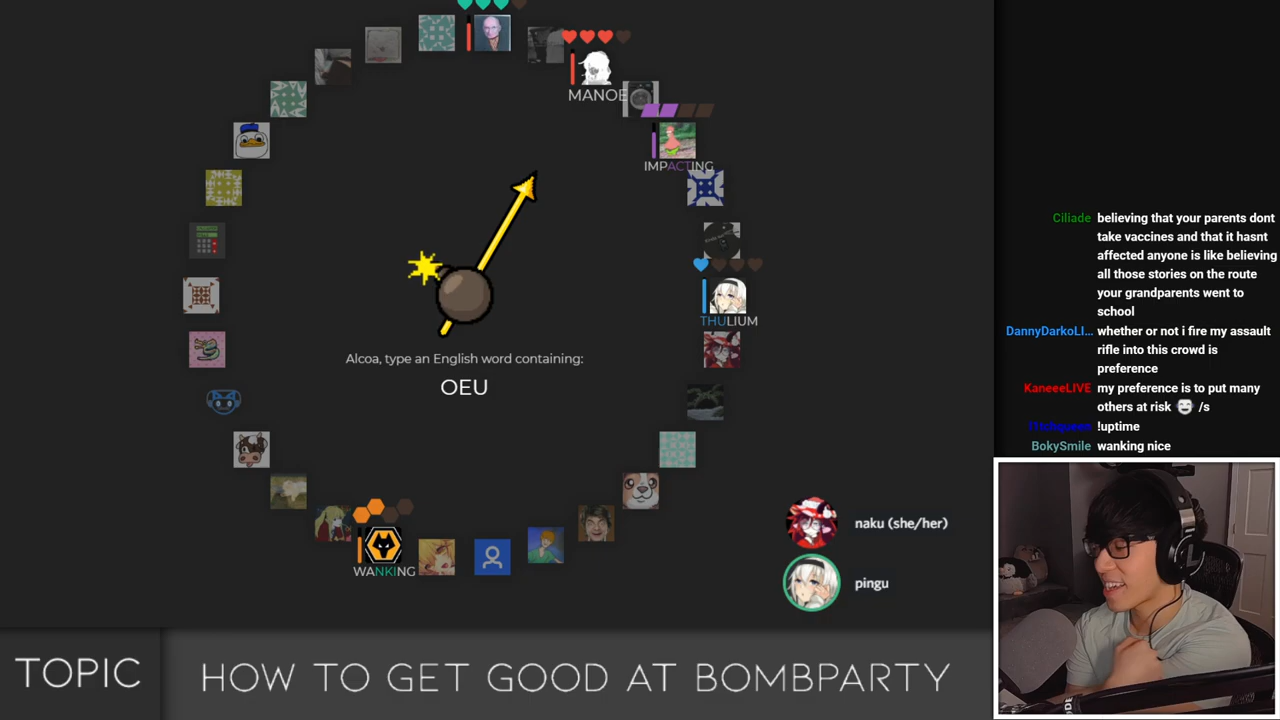 MANOE
IMPACTING
THULIUM
Alcoa, type an English word containing:
OEU
WANKING
naku (she/her)
pingu
TOPIC
HOW TO GET GOOD AT BOMBPARTY
Ciliade believing that your parents dont
take vaccines and that it hasnt
affected anyone is like believing
all those stories on the route
your grandparents went to
school
DannyDarkoLI… whether or not i fire my assault
rifle into this crowd is
preference
KaneeeLIVE my preference is to put many
others at risk /s
!uptime
BokySmile wanking nice